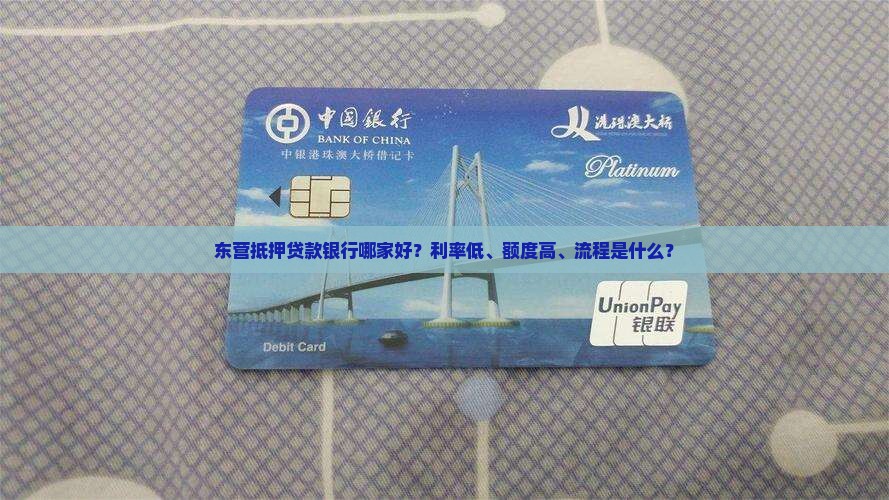 中国银行
BANK OF CHINA
中银港珠澳大桥借记卡
港珠澳大桥
Platinum
东营抵押贷款银行哪家好？利率低、额度高、流程是什么？
UnionPay
银联
Debit Card